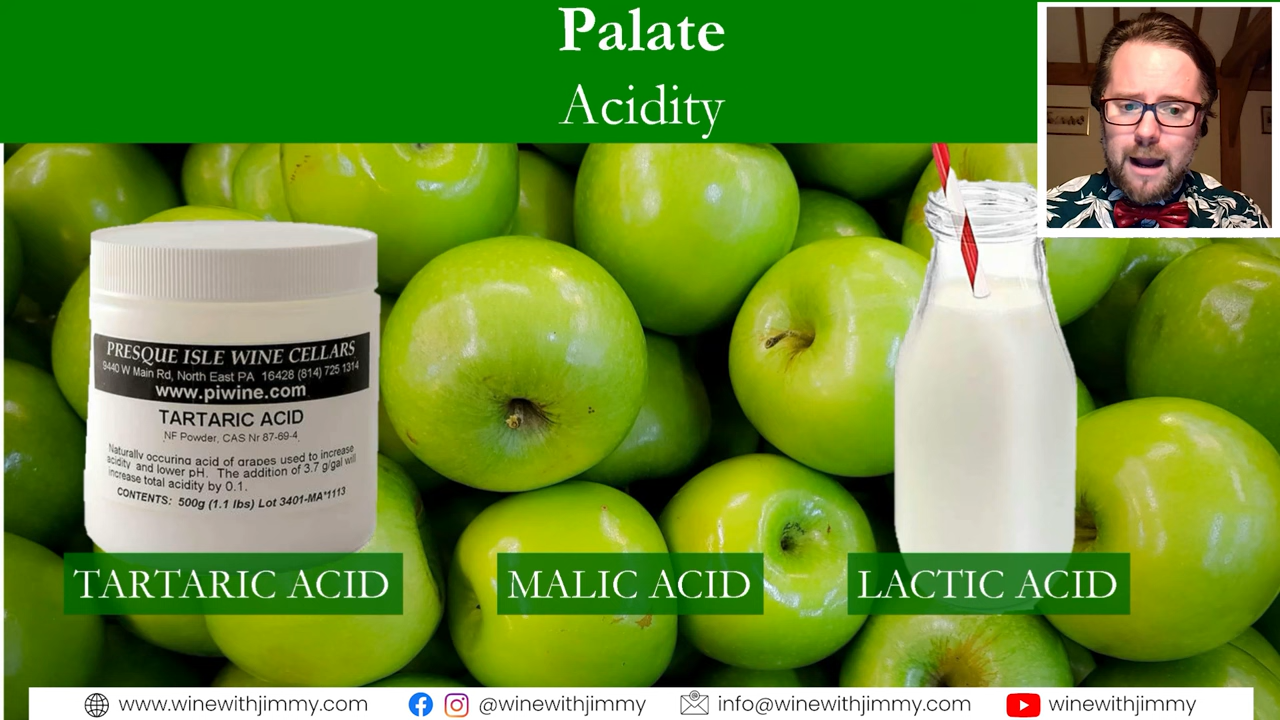 Palate
Acidity
PRESQUE ISLE WINE CELLARS
9440 W Main Rd, North East PA 16428 (814) 725 1314
www.piwine.com
TARTARIC ACID
NF Powder, CAS Nr 87-69-4
Naturally occuring acid of grapes used to increase
acidity and lower pH. The addition of 3.7 g/gal will
increase total acidity by 0.1.
CONTENTS: 500g (1.1 lbs) Lot 3401-MA*1113
TARTARIC ACID
MALIC ACID
LACTIC ACID
www.winewithjimmy.com
@winewithjimmy
info@winewithjimmy.com
winewithjimmy